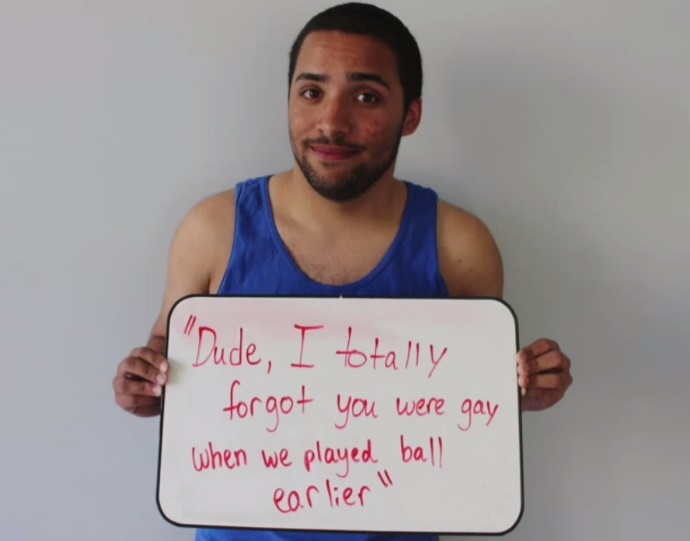 "Dude, I totally
forgot you were gay
when we played ball
earlier"